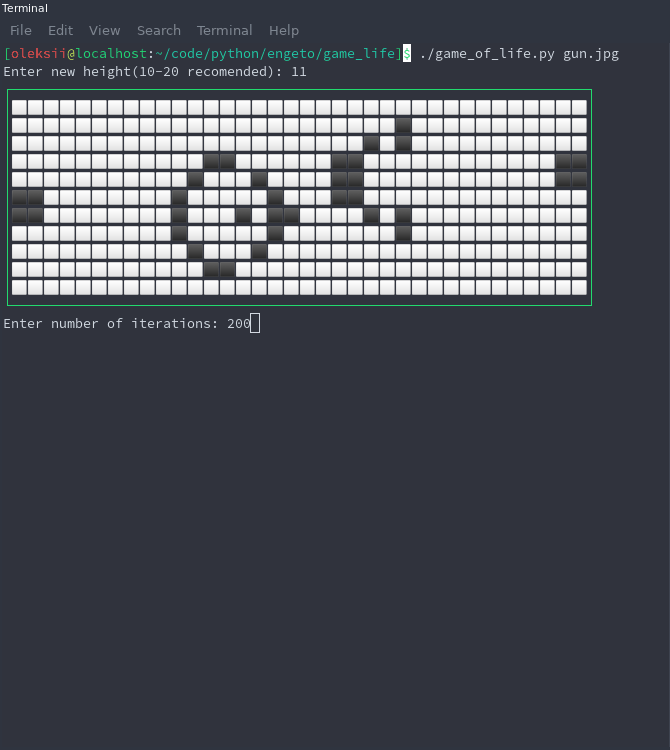 Terminal
File Edit View Search Terminal Help
[oleksii@localhost:~/code/python/engeto/game_life]$ ./game_of_life.py gun.jpg
Enter new height(10-20 recomended): 11
Enter number of iterations: 200